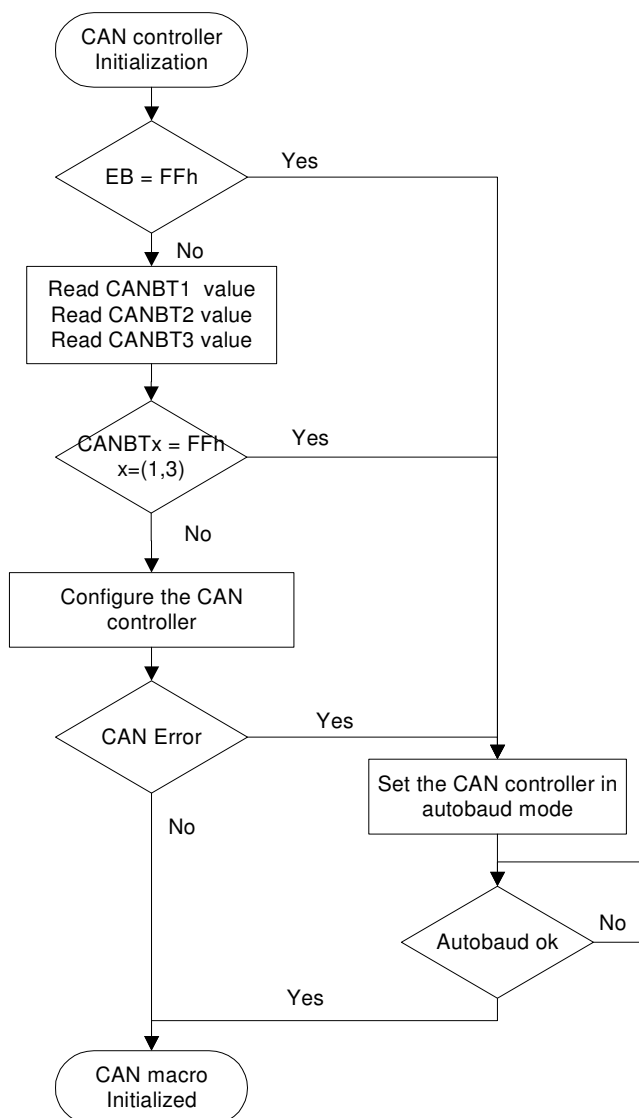 CAN controller
Initialization
EB = FFh
Yes
No
Read CANBT1 value
Read CANBT2 value
Read CANBT3 value
CANBTx = FFh
x=(1,3)
Yes
No
Configure the CAN
controller
CAN Error
Yes
No
Set the CAN controller in
autobaud mode
Autobaud ok
No
Yes
CAN macro
Initialized